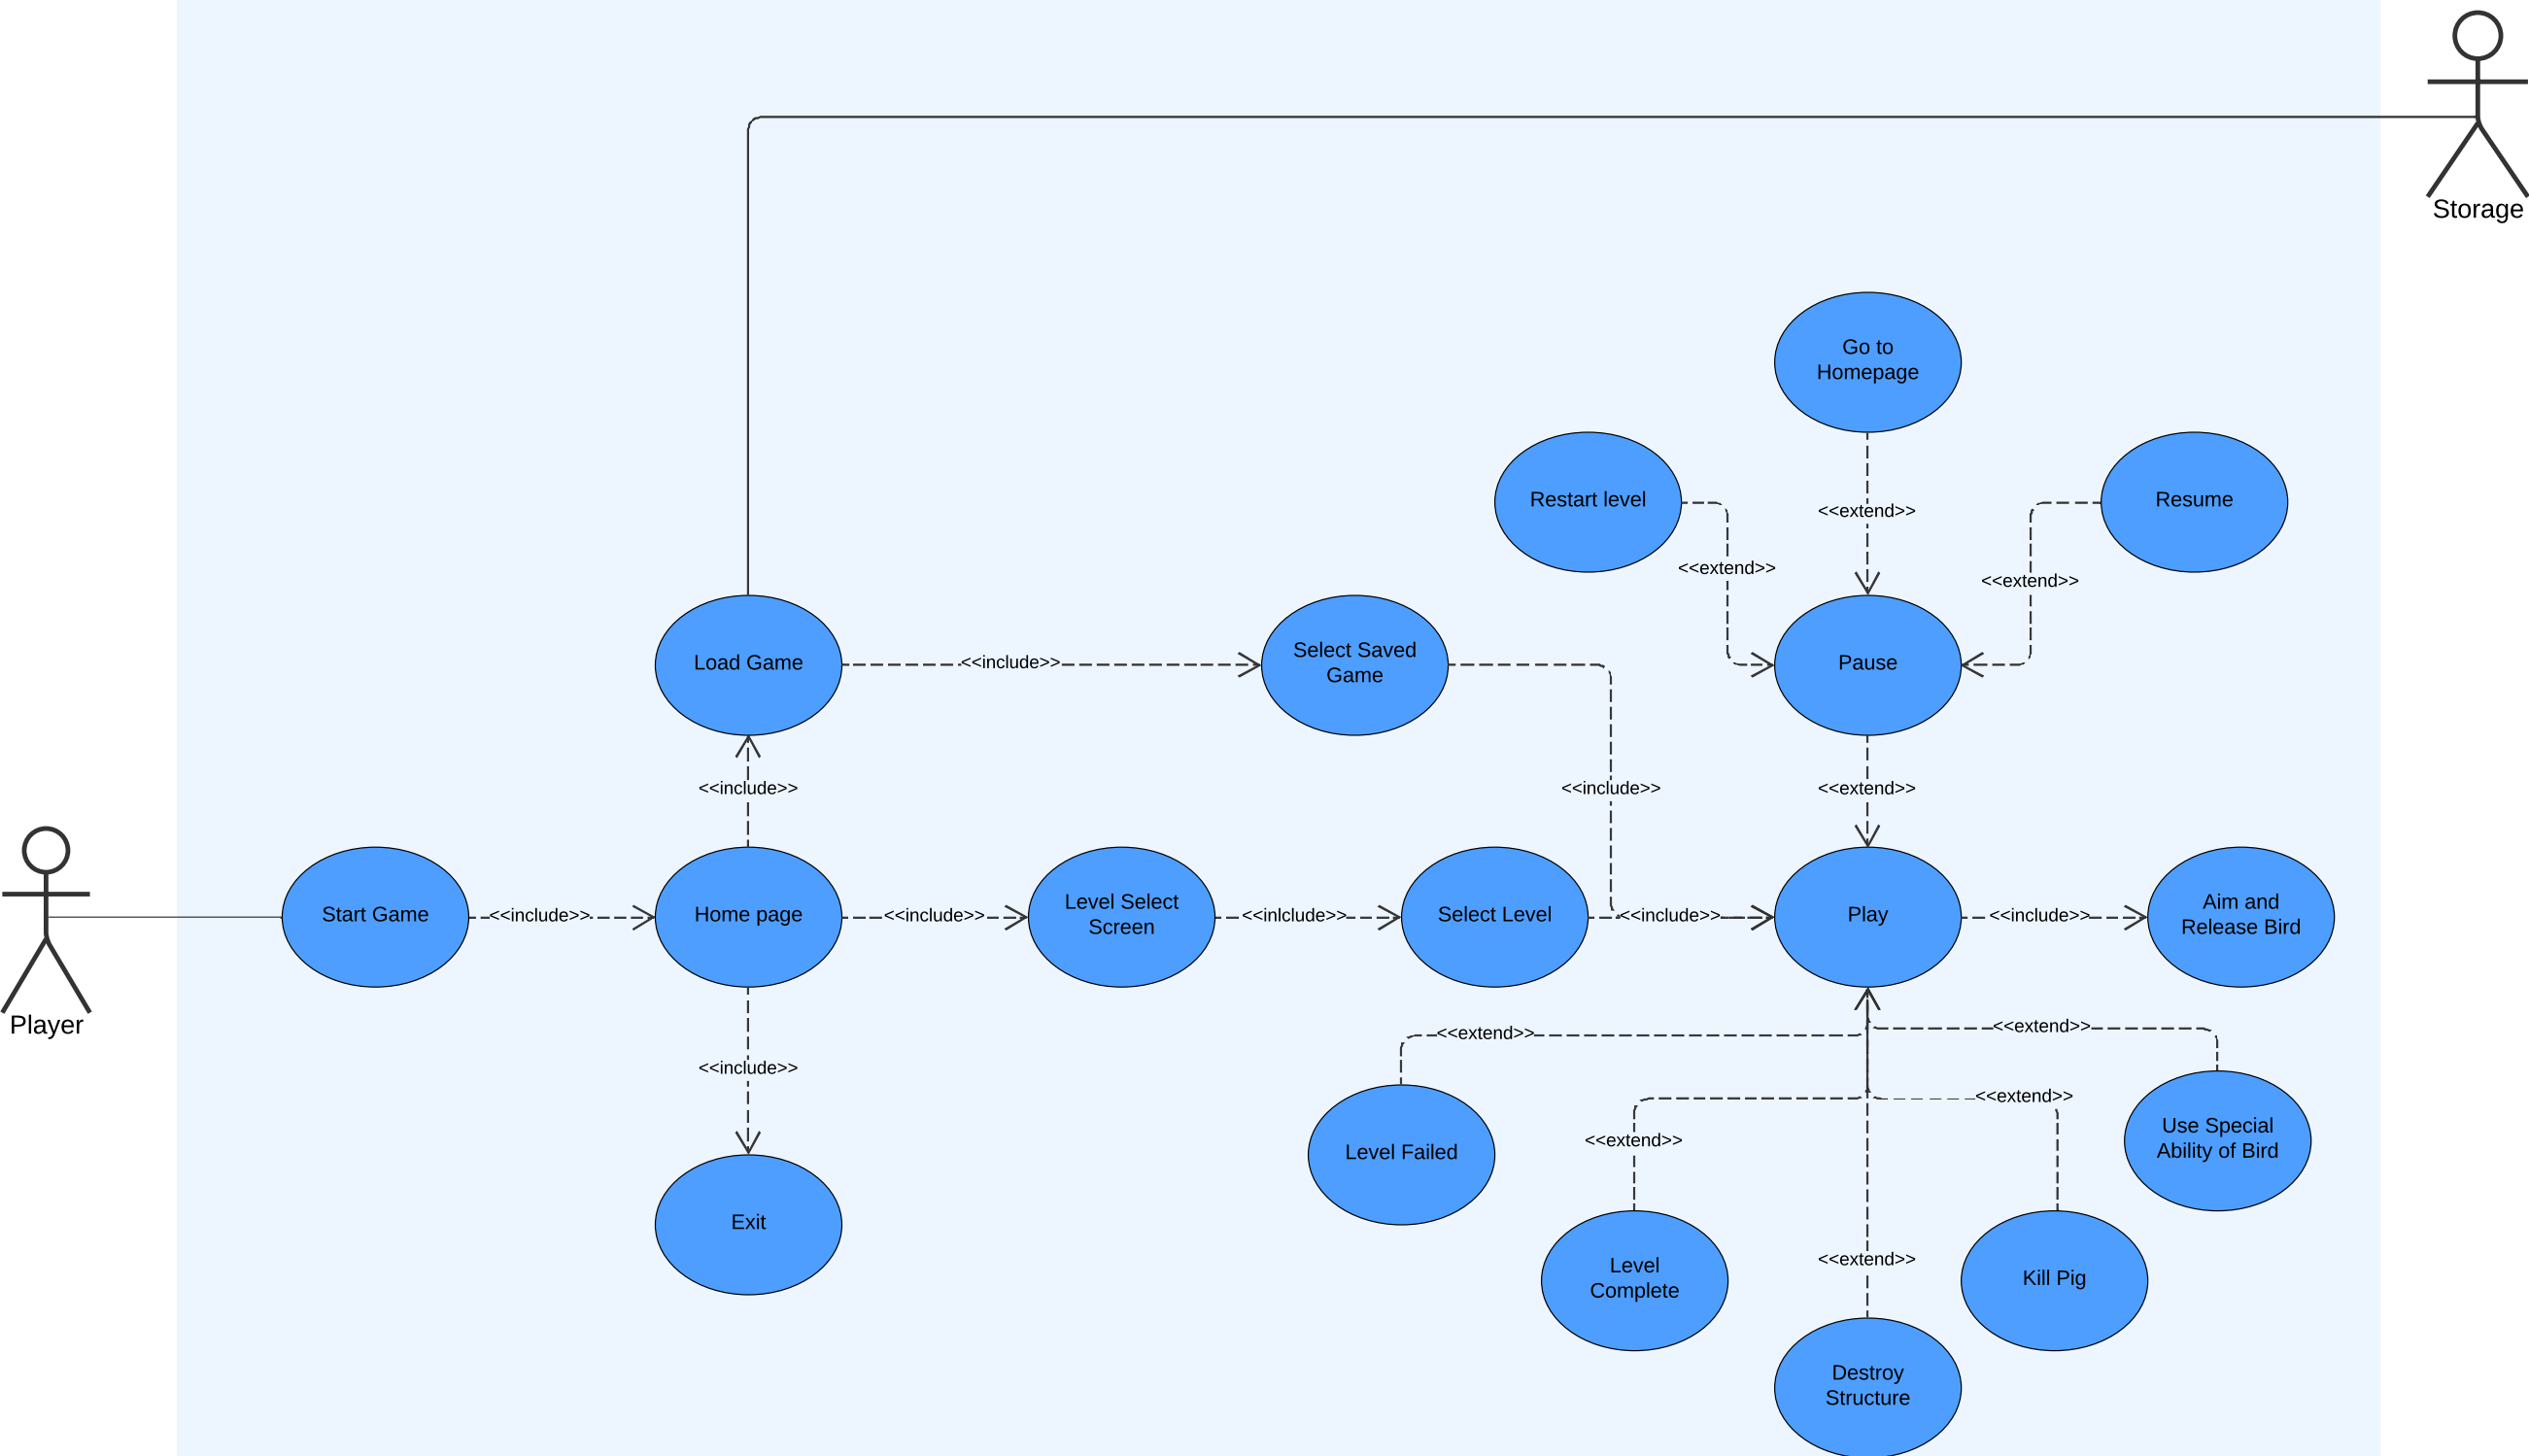 Storage
Go to
Homepage
Restart level
<<extend>>
Resume
<<extend>>
<<extend>>
Load Game
<<include>>
Select Saved
Game
Pause
<<include>>
<<include>>
<<extend>>
Player
Start Game
<<include>>
Home page
<<include>>
Level Select
Screen
<<inlclude>>
Select Level
<<include>>
Play
<<include>>
Aim and
Release Bird
<<include>>
<<extend>>
<<extend>>
<<extend>>
<<extend>>
Level Failed
Use Special
Ability of Bird
Exit
Level
Complete
<<extend>>
Kill Pig
Destroy
Structure